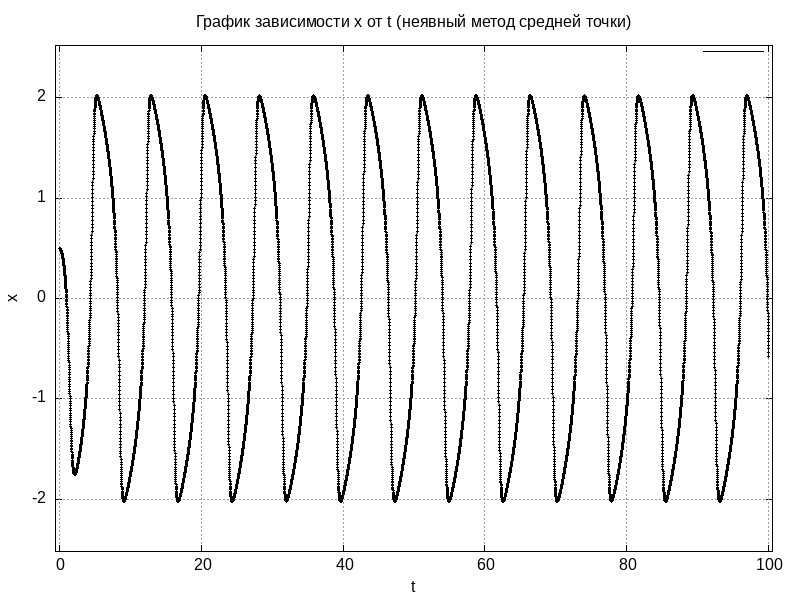 График зависимости x от t (неявный метод средней точки)
2
1
0
-1
-2
x
0 20 40 60 80 100
t